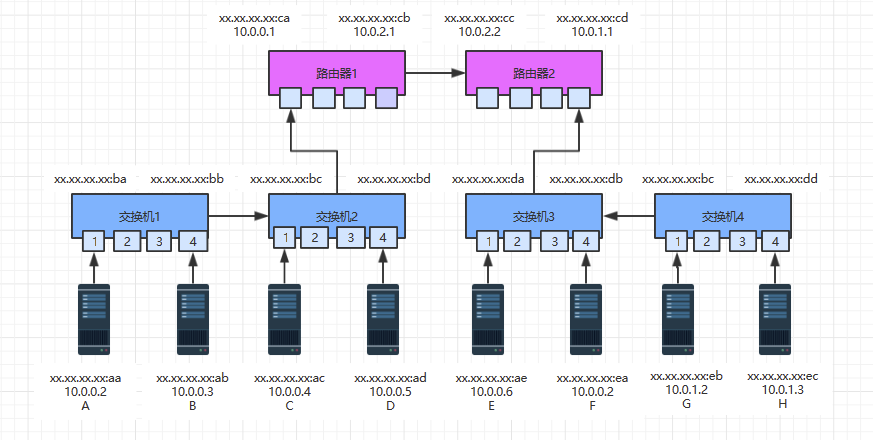 xx.xx.xx.xx:ca xx.xx.xx.xx:cb xx.xx.xx.xx:cc xx.xx.xx.xx:cd
10.0.0.1 10.0.2.1 10.0.2.2 10.0.1.1
路由器1 路由器2
xx.xx.xx.xx:ba xx.xx.xx.xx:bb xx.xx.xx.xx:bc xx.xx.xx.xx:bd xx.xx.xx.xx:da xx.xx.xx.xx:db xx.xx.xx.xx:bc xx.xx.xx.xx:dd
交换机1 交换机2 交换机3 交换机4
1 2 3 4 1 2 3 4 1 2 3 4 1 2 3 4
xx.xx.xx.xx:aa xx.xx.xx.xx:ab xx.xx.xx.xx:ac xx.xx.xx.xx:ad xx.xx.xx.xx:ae xx.xx.xx.xx:ea xx.xx.xx.xx:eb xx.xx.xx.xx:ec
10.0.0.2 10.0.0.3 10.0.0.4 10.0.0.5 10.0.0.6 10.0.0.2 10.0.1.2 10.0.1.3
A B C D E F G H